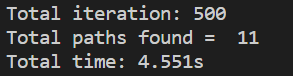 Total iteration: 500
Total paths found =  11
Total time: 4.551s